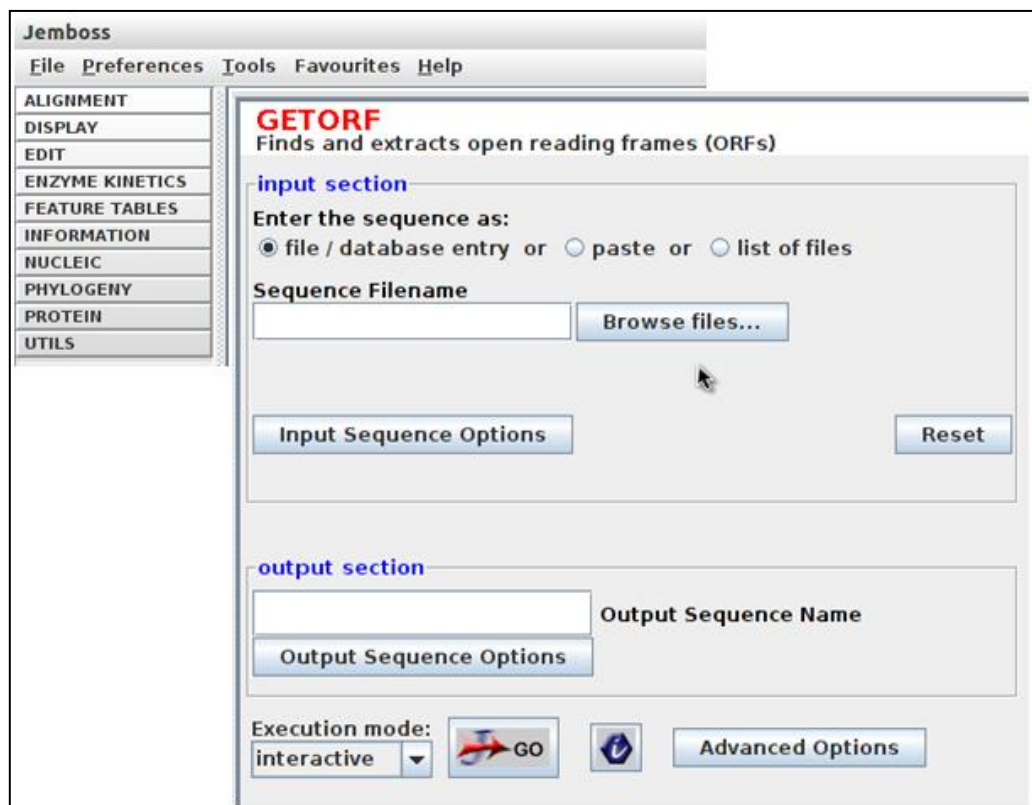 Jemboss
File Preferences Tools Favourites Help
ALIGNMENT
DISPLAY
EDIT
ENZYME KINETICS
FEATURE TABLES
INFORMATION
NUCLEIC
PHYLOGENY
PROTEIN
UTILS
GETORF
Finds and extracts open reading frames (ORFs)
input section
Enter the sequence as:
file / database entry or paste or list of files
Sequence Filename
Browse files...
Input Sequence Options Reset
output section
Output Sequence Name
Output Sequence Options
Execution mode:
interactive GO i Advanced Options